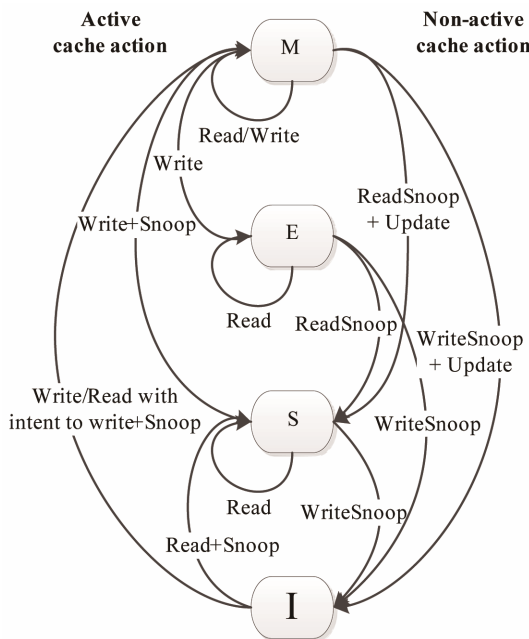 Active
cache action
Non-active
cache action
M
Read/Write
Write
ReadSnoop
+ Update
Write+Snoop
E
Read
ReadSnoop
WriteSnoop
+ Update
Write/Read with
intent to write+Snoop
S
WriteSnoop
Read
WriteSnoop
Read+Snoop
I